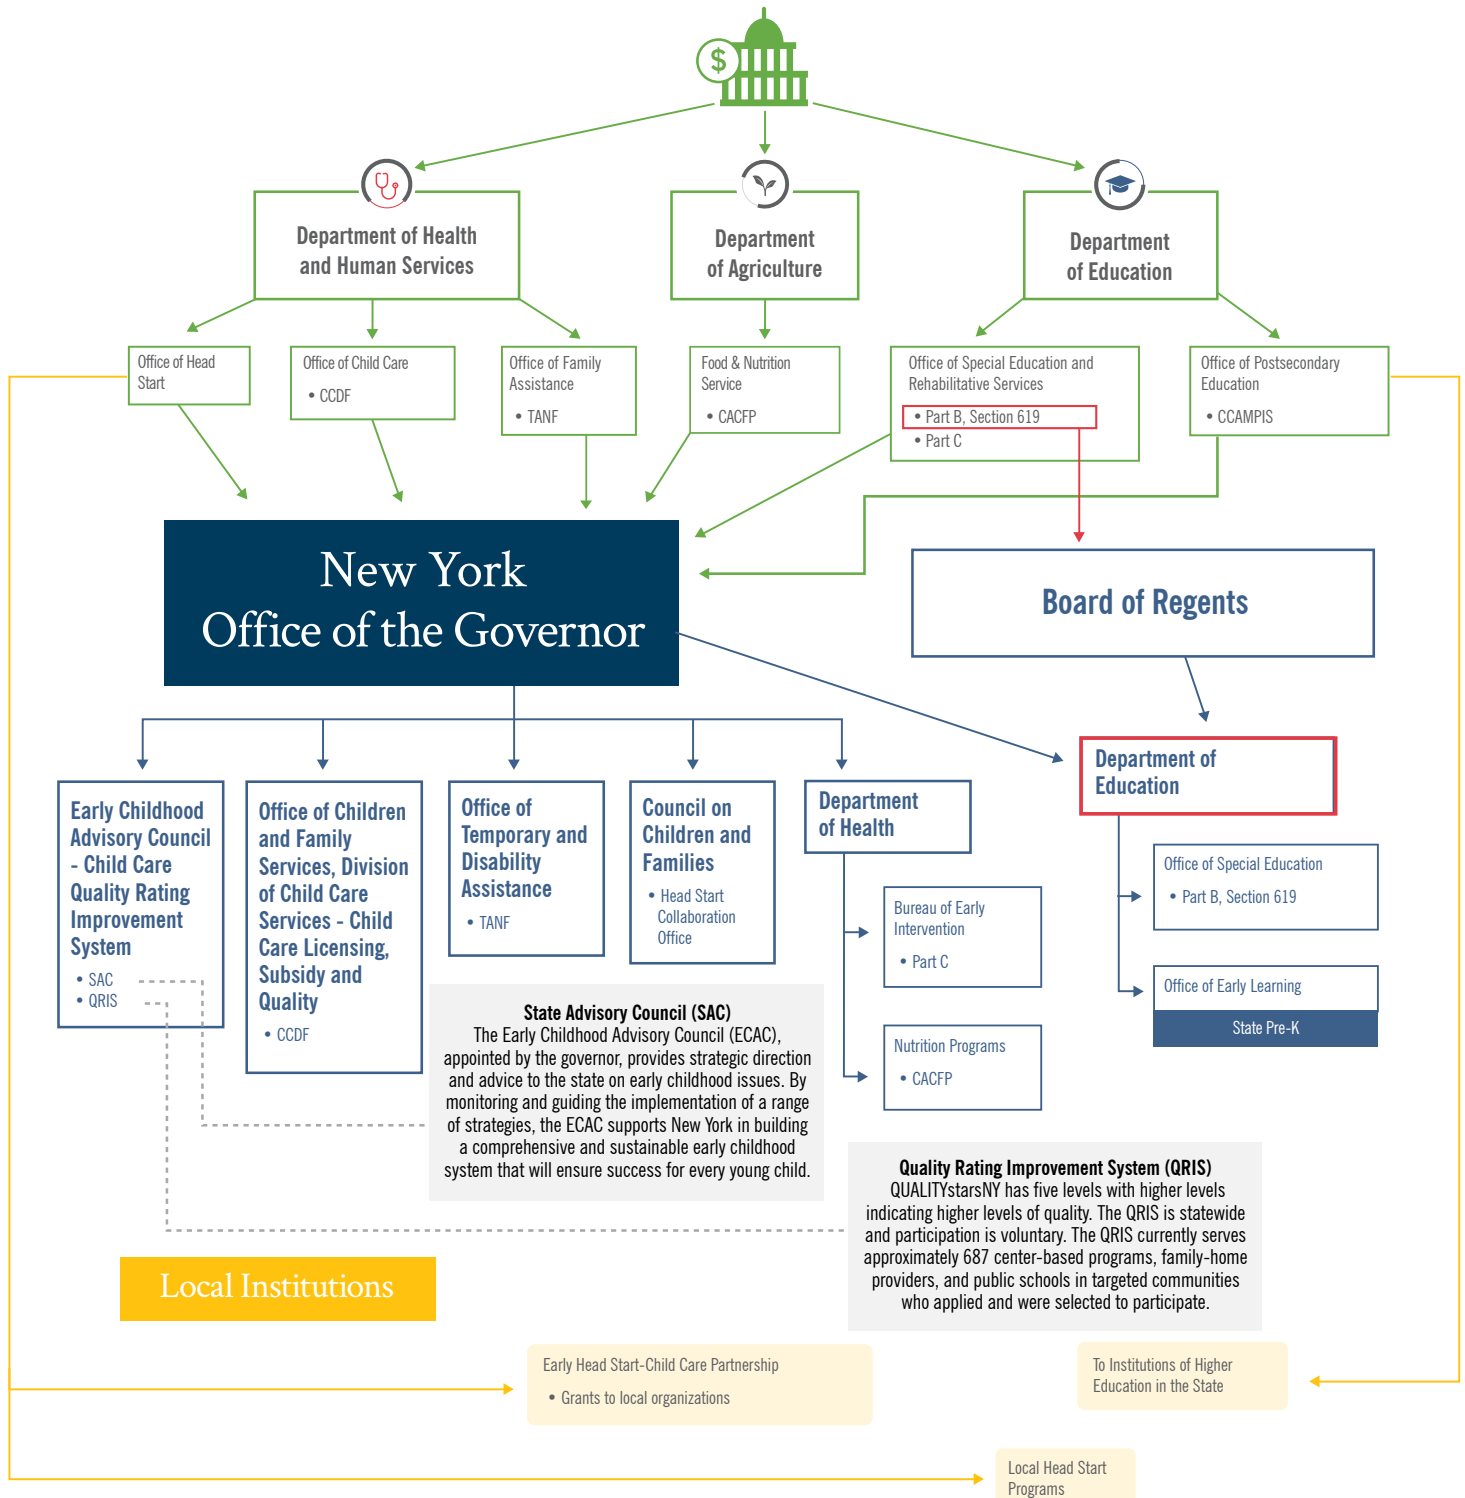 $
Department of Health
and Human Services
Department
of Agriculture
Department
of Education
Office of Head
Start
Office of Child Care
• CCDF
Office of Family
Assistance
• TANF
Food & Nutrition
Service
• CACFP
Office of Special Education and
Rehabilitative Services
• Part B, Section 619
• Part C
Office of Postsecondary
Education
• CCAMPIS
New York
Office of the Governor
Board of Regents
Early Childhood
Advisory Council
- Child Care
Quality Rating
Improvement
System
• SAC
• QRIS
Office of Children
and Family
Services, Division
of Child Care
Services - Child
Care Licensing,
Subsidy and
Quality
• CCDF
Office of
Temporary and
Disability
Assistance
• TANF
Council on
Children and
Families
• Head Start
Collaboration
Office
Department
of Health
Bureau of Early
Intervention
• Part C
Nutrition Programs
• CACFP
Department of
Education
Office of Special Education
• Part B, Section 619
Office of Early Learning
State Pre-K
State Advisory Council (SAC)
The Early Childhood Advisory Council (ECAC),
appointed by the governor, provides strategic direction
and advice to the state on early childhood issues. By
monitoring and guiding the implementation of a range
of strategies, the ECAC supports New York in building
a comprehensive and sustainable early childhood
system that will ensure success for every young child.
Quality Rating Improvement System (QRIS)
QUALITYstarsNY has five levels with higher levels
indicating higher levels of quality. The QRIS is statewide
and participation is voluntary. The QRIS currently serves
approximately 687 center-based programs, family-home
providers, and public schools in targeted communities
who applied and were selected to participate.
Local Institutions
Early Head Start-Child Care Partnership
• Grants to local organizations
To Institutions of Higher
Education in the State
Local Head Start
Programs